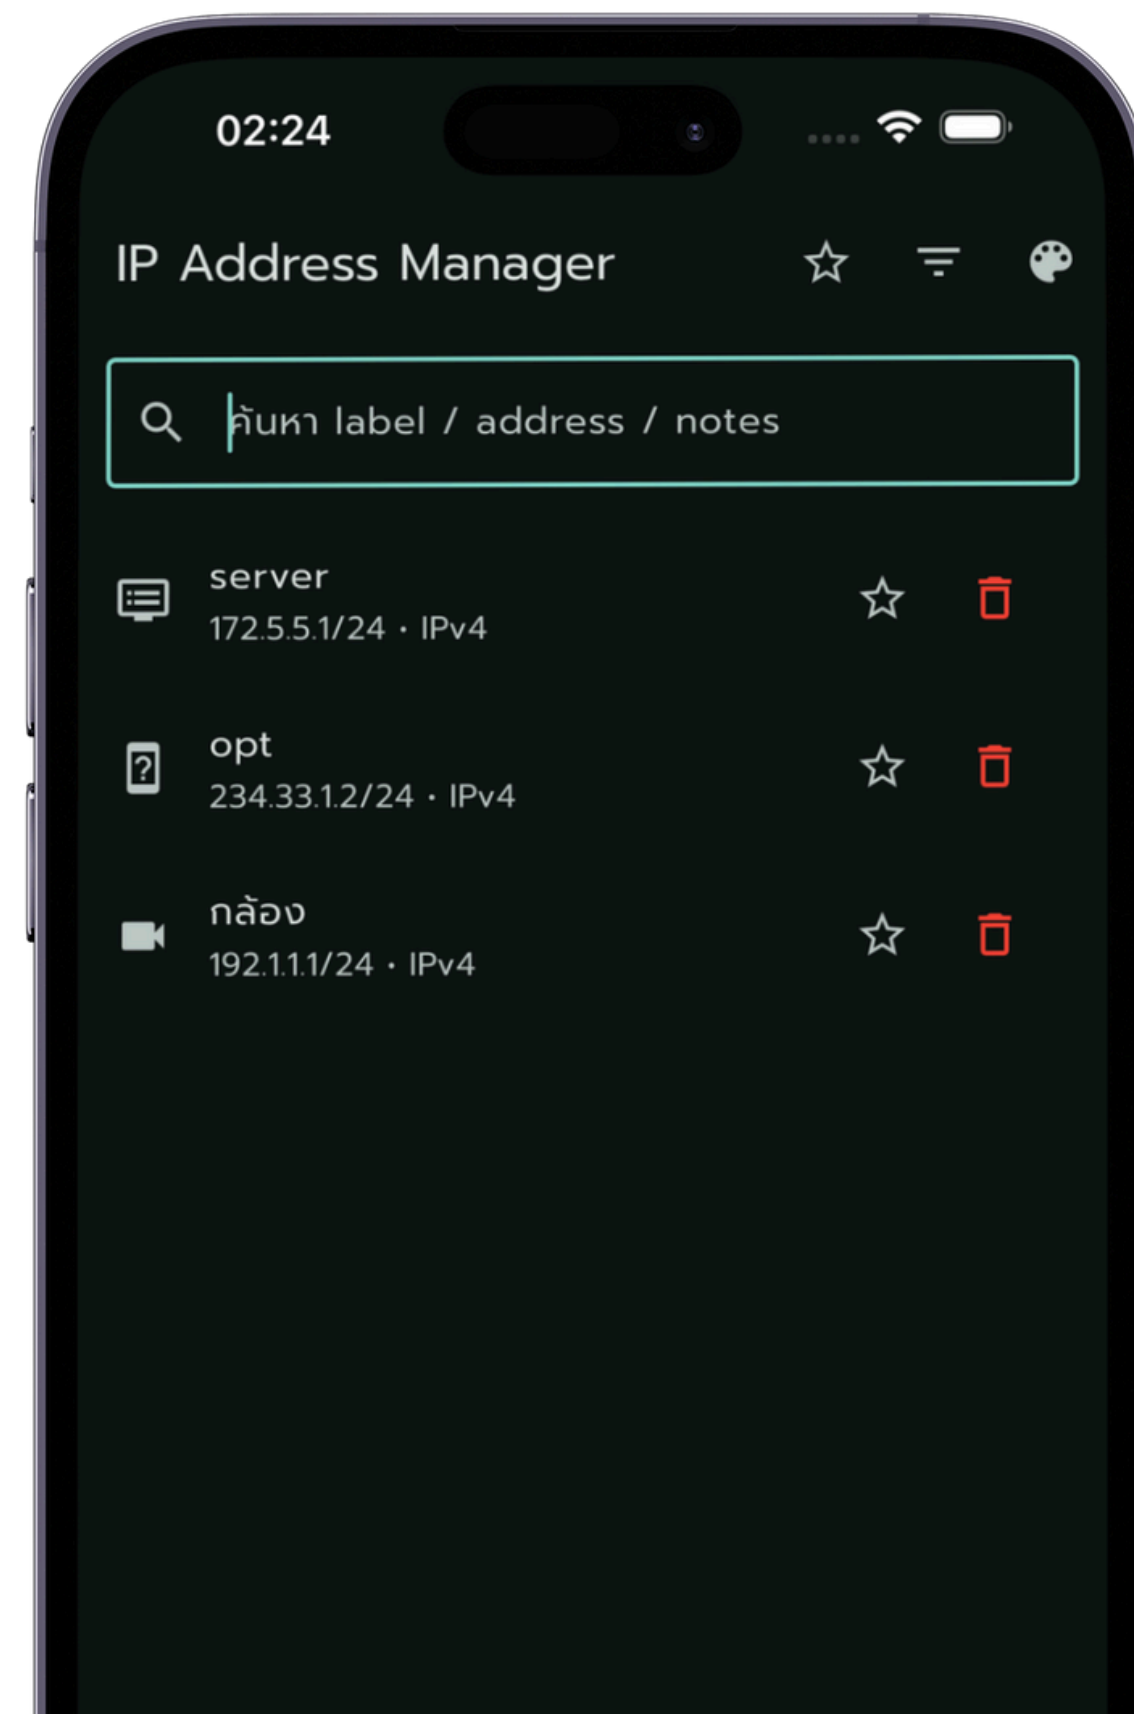 02:24
IP Address Manager
ค้นหา label / address / notes
server
172.5.5.1/24 • IPv4
opt
234.33.1.2/24 • IPv4
กล้อง
192.1.1.1/24 • IPv4